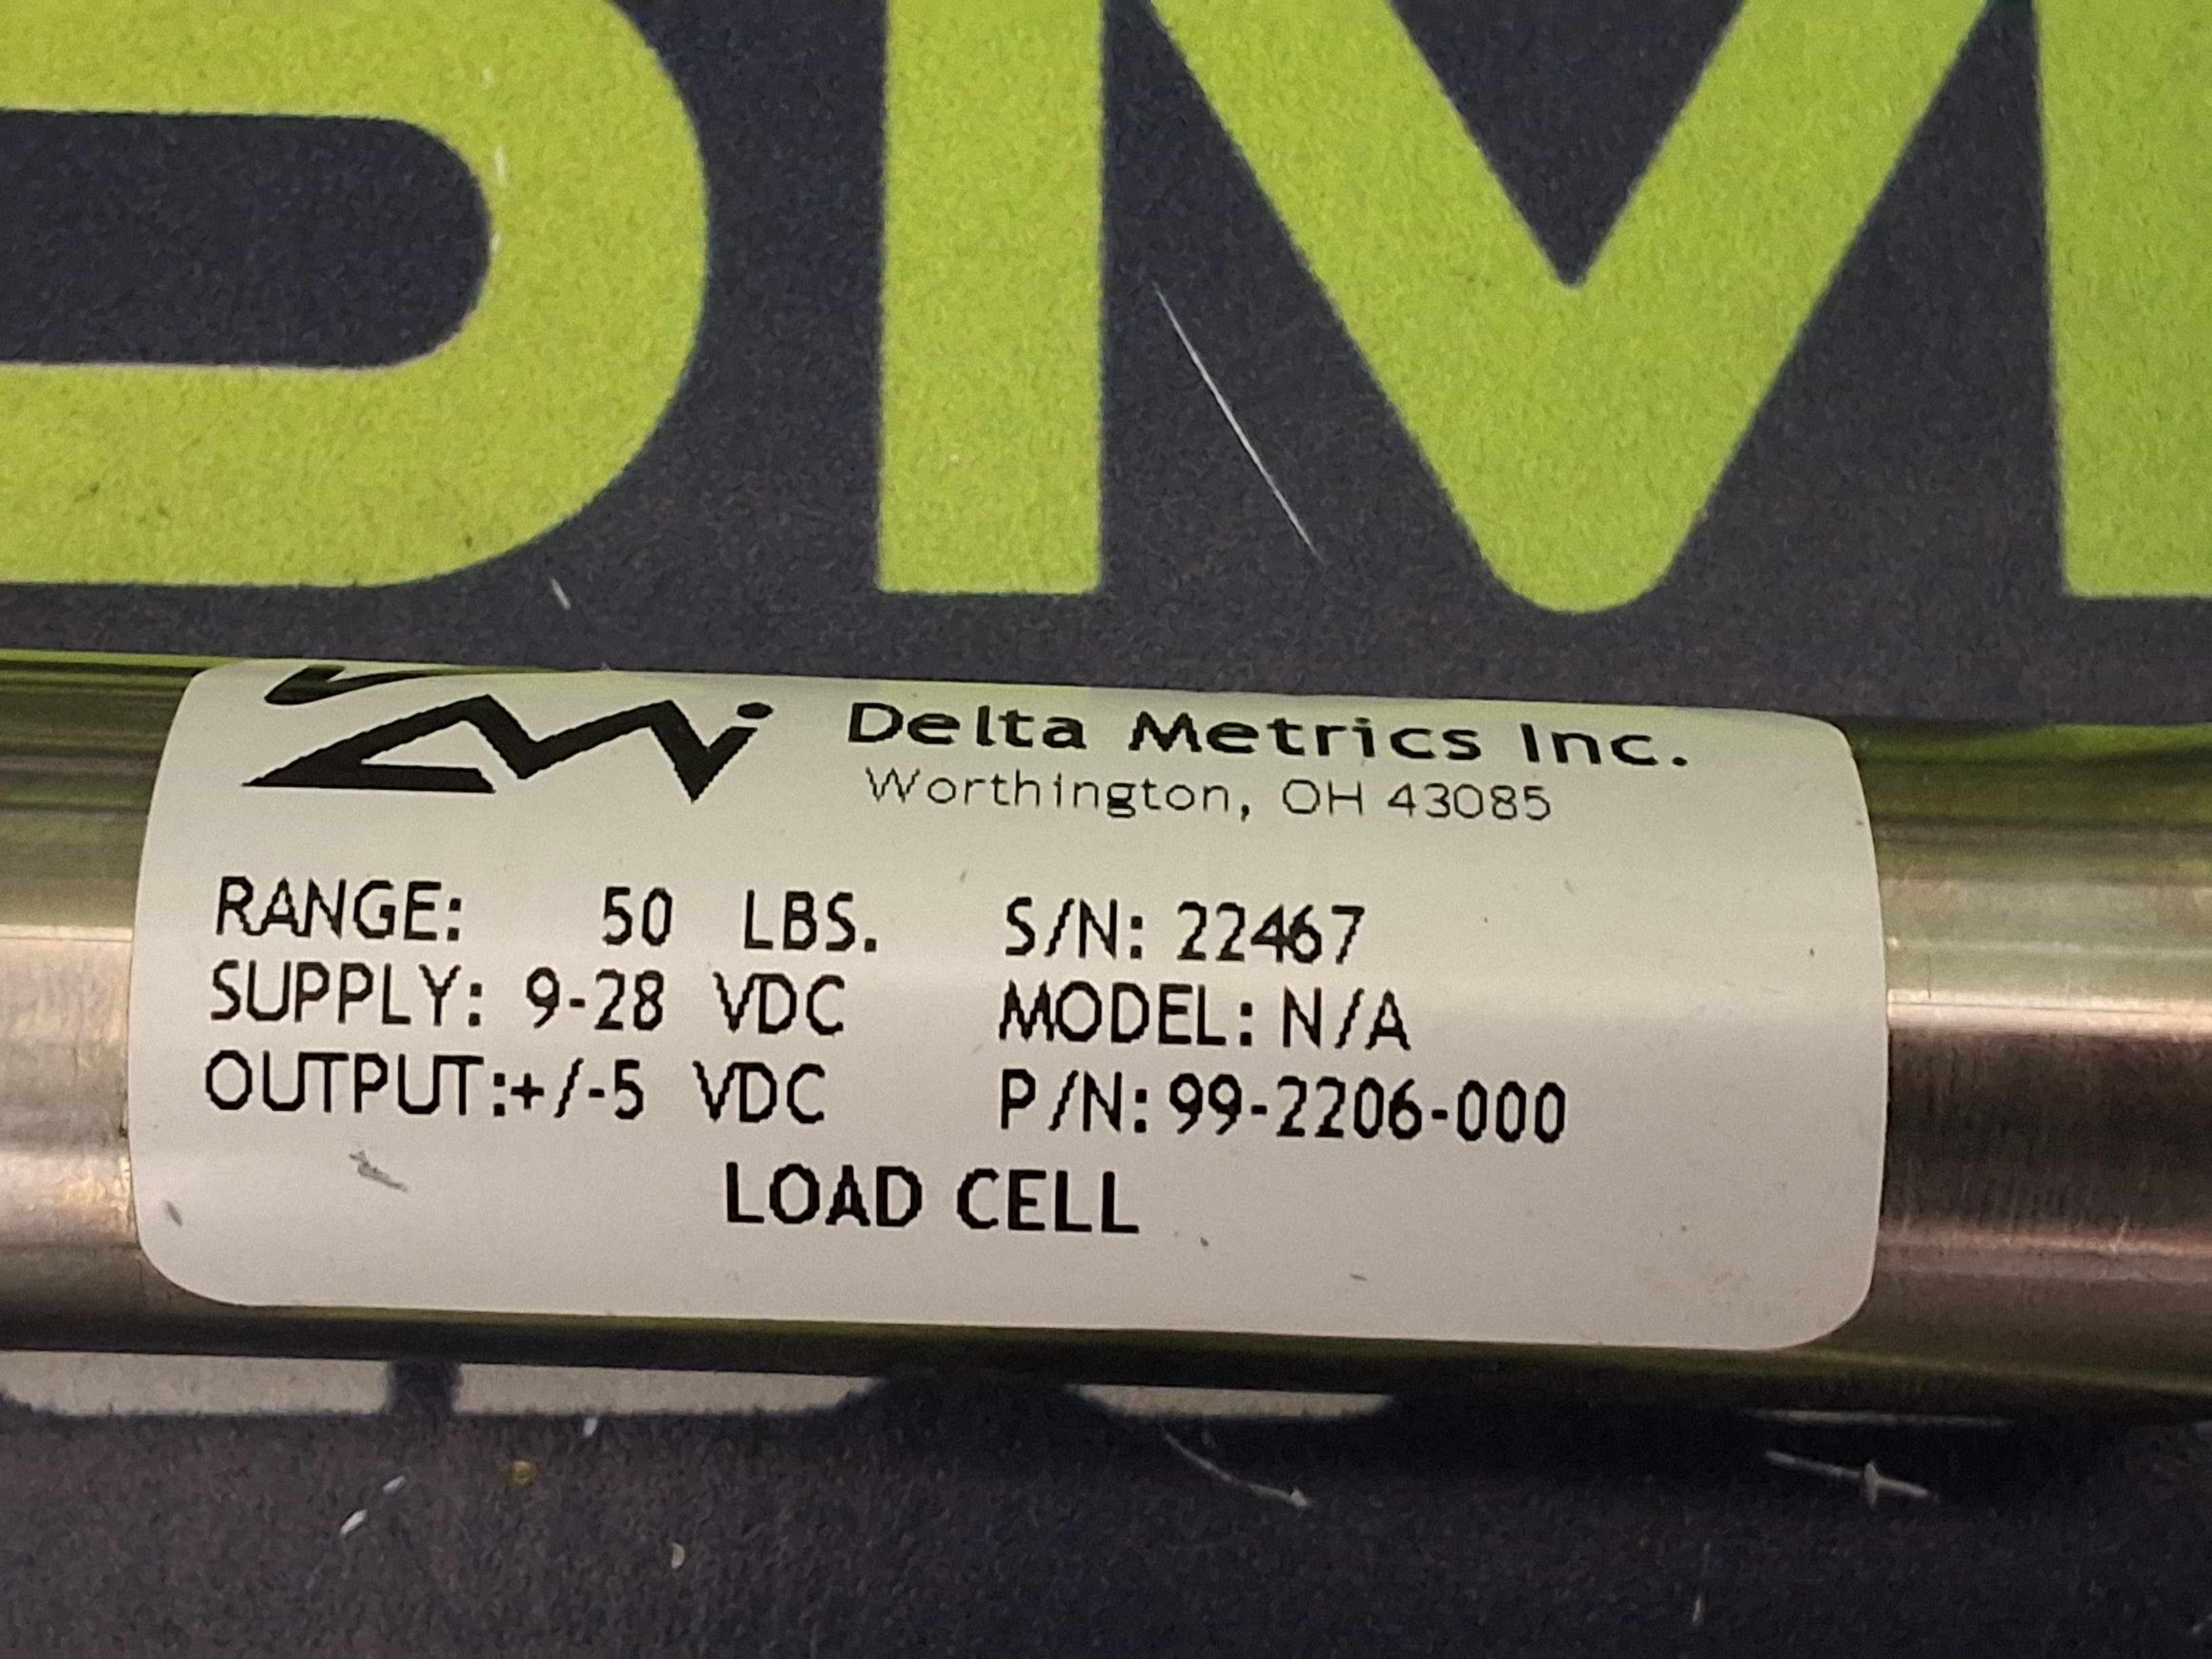 Delta Metrics Inc.
Worthington, OH 43085
RANGE: 50 LBS. S/N: 22467
SUPPLY: 9-28 VDC MODEL: N/A
OUTPUT:+/-5 VDC P/N: 99-2206-000
LOAD CELL